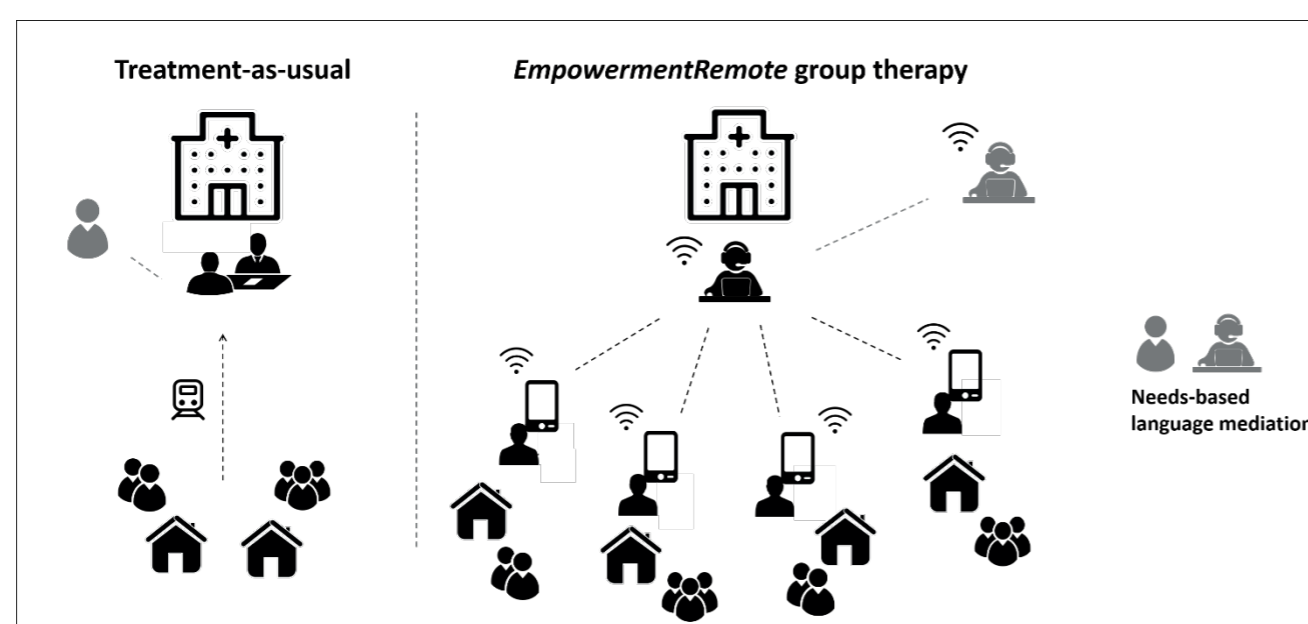 Treatment-as-usual
EmpowermentRemote group therapy
Needs-based
language mediation